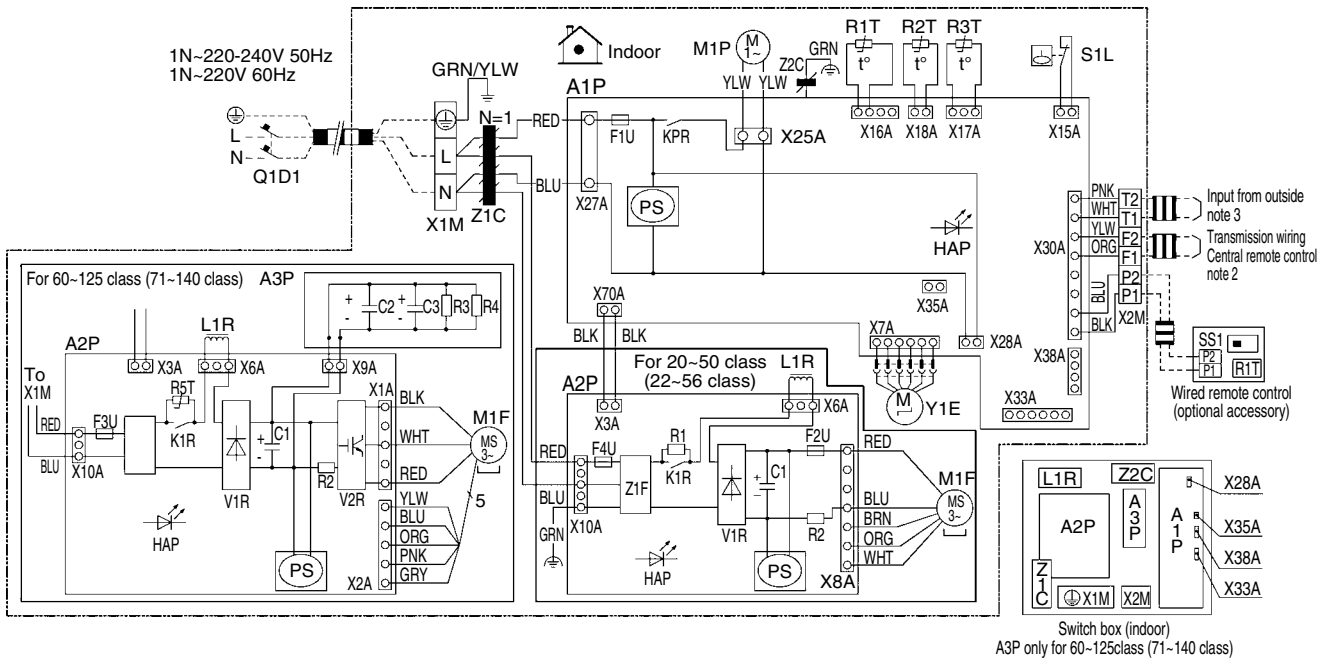 1N~220-240V 50Hz
1N~220V 60Hz
L
N
Q1D1
Indoor
GRN/YLW
N=1
L
N
X1M
Z1C
RED
BLU
A1P
X27A
F1U
KPR
PS
M1P
M
1~
YLW
YLW
X25A
Z2C
GRN
R1T
t°
X16A
R2T
t°
X18A
R3T
t°
X17A
S1L
X15A
HAP
X35A
X28A
X70A
BLK
BLK
X7A
M
Y1E
X30A
X38A
X33A
PNK
WHT
YLW
ORG
BLU
BLK
T2
T1
F2
F1
P2
P1
X2M
Input from outside
note 3
Transmission wiring
Central remote control
note 2
SS1
P2
P1
R1T
Wired remote control
(optional accessory)
For 60~125 class (71~140 class)
A3P
+
-
C2
+
-
C3
R3
R4
A2P
To
X1M
RED
BLU
F3U
X10A
X3A
L1R
X6A
R5T
K1R
V1R
+
-
C1
X9A
R2
V2R
PS
HAP
X1A
BLK
WHT
RED
M1F
MS
3~
5
YLW
BLU
ORG
PNK
GRY
X2A
For 20~50 class
(22~56 class)
A2P
X3A
L1R
X6A
RED
BLU
GRN
X10A
F4U
Z1F
R1
K1R
V1R
+
-
C1
F2U
R2
PS
HAP
X8A
RED
BLU
BRN
ORG
WHT
M1F
MS
3~
L1R
Z2C
A2P
A3P
A1P
Z1C
X1M
X2M
X28A
X35A
X38A
X33A
Switch box (indoor)
A3P only for 60~125class (71~140 class)